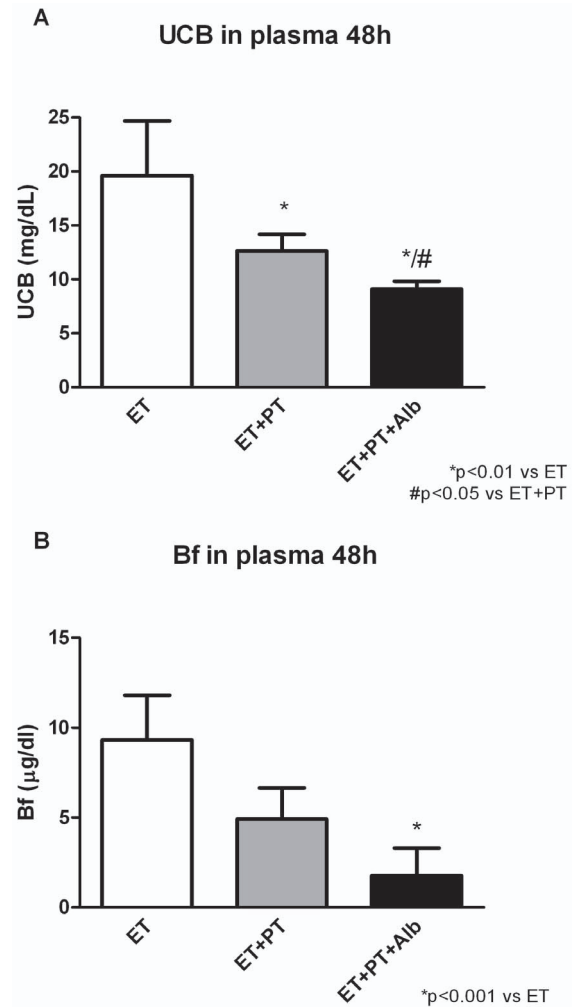 A
UCB in plasma 48h
UCB (mg/dL)
25
20
15
10
5
0
*
*/#
ET
ET+PT
ET+PT+Alb
*p<0.01 vs ET
#p<0.05 vs ET+PT
B
Bf in plasma 48h
Bf (μg/dl)
15
10
5
0
*
ET
ET+PT
ET+PT+Alb
*p<0.001 vs ET